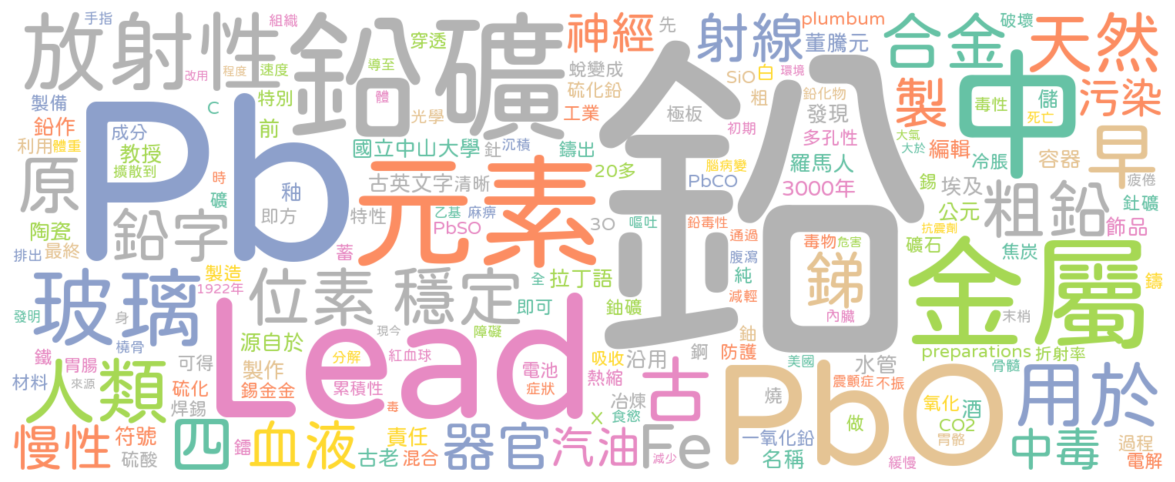 手指
組織
放射性
鉛礦
穿透
神經
先
射線
plumbum
董騰元
合金
天然
改用
程度
速度
導至
蛻變成
SiO
白
環境
製備
C
特別
體
硫化鉛
粗
鉛化物
製
中
毒性
儲
死亡
污染
鉛作
成分
前
光學
工業
極板
發現
初期
利用
體重
教授
國立中山大學
釷
沉積
鑄出
多孔性
大氣
大於
編輯
冷脹
容器
早
擴散到
原
時
礦
釉
古英文字
清晰
20多
腦病變
PbCO
羅馬人
3000年
錫
埃及
粗鉛
釷礦
疲倦
Pb
元素
鉛
陶瓷
鉛字
即方
特性
乙基
麻痹
PbSO
3O
嘔吐
鉛毒性
通過
毒物
危害
公元
抗震劑
飾品
排出
最終
蓄
腹瀉
純
銻
礦石
焦炭
玻璃
製造
1922年
位素
穩定
全
拉丁語
減輕
金屬
鑄
發明
身
即可
鈾礦
內臟
末梢
橈骨
源自於
現今
障礙
鈾
鐵
胃腸
可得
Lead
吸收
沿用
鋼
防護
美國
水管
preparations
折射率
材料
來源
製作
分解
紅血球
電池
熱縮
古
PbO
震顫症
不振
骨髓
人類
硫化
錫金金
累積性
症狀
冶煉
燒
氧化
酒
用於
焊錫
毒
X
食慾
做
CO2
慢性
符號
四
血液
責任
器官
汽油
Fe
一氧化鉛
胃骼
中毒
過程
硫酸
鐳
古老
混合
減少
名稱
緩慢
電解